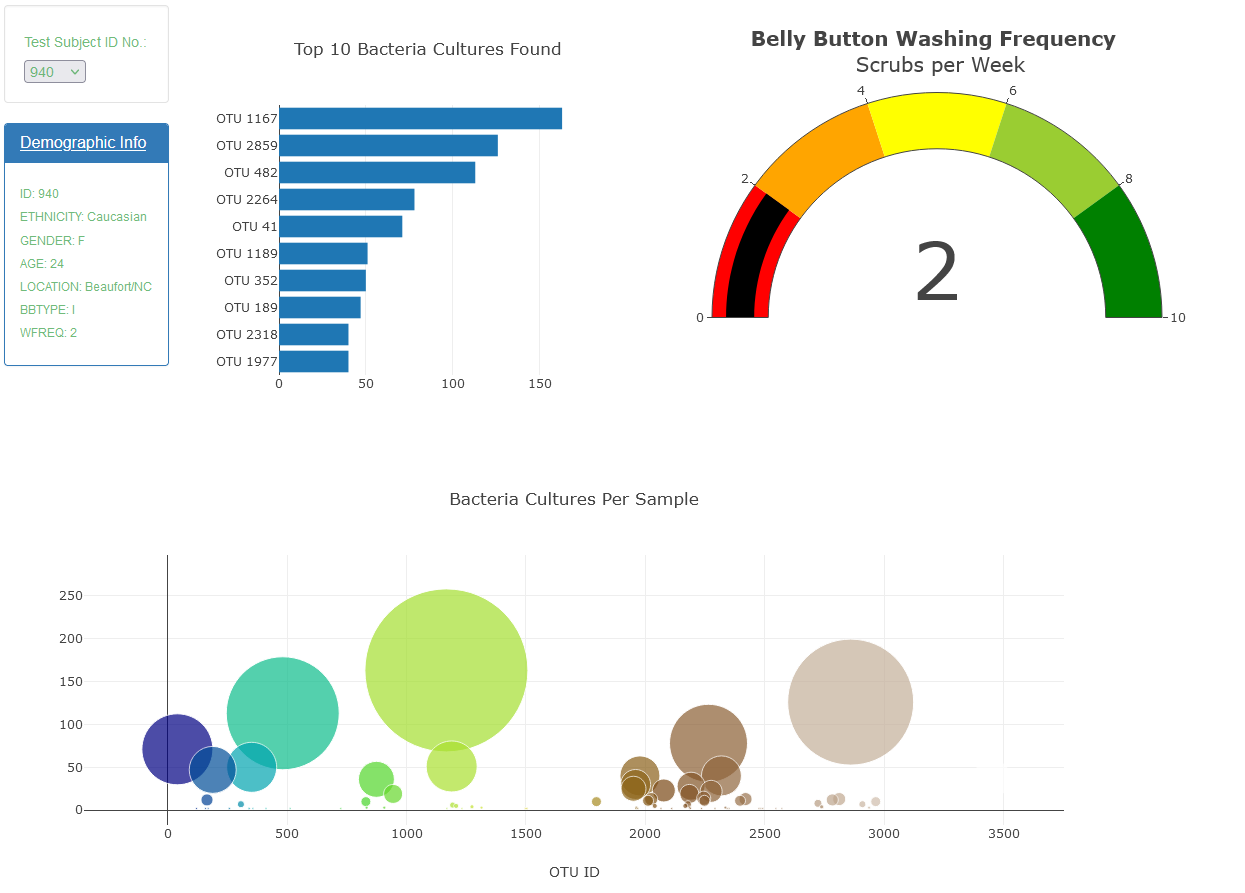 Test Subject ID No.:
940
Demographic Info
ID: 940
ETHNICITY: Caucasian
GENDER: F
AGE: 24
LOCATION: Beaufort/NC
BBTYPE: I
WFREQ: 2
Top 10 Bacteria Cultures Found
OTU 1167
OTU 2859
OTU 482
OTU 2264
OTU 41
OTU 1189
OTU 352
OTU 189
OTU 2318
OTU 1977
0 50 100 150
Belly Button Washing Frequency
Scrubs per Week
4 6
2 8
2
0 10
Bacteria Cultures Per Sample
250
200
150
100
50
0
0 500 1000 1500 2000 2500 3000 3500
OTU ID